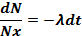 dN/Nx = −λdt